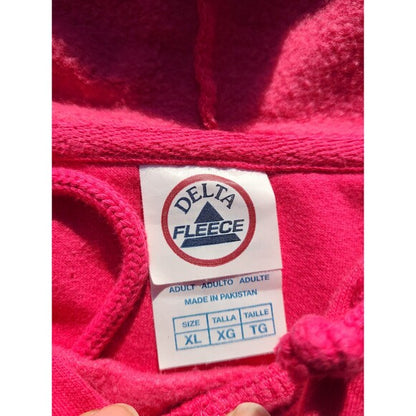 DELTA
FLEECE
ADULT ADULTO ADULTE
MADE IN PAKISTAN
SIZE TALLA TAILLE
XL XG TG